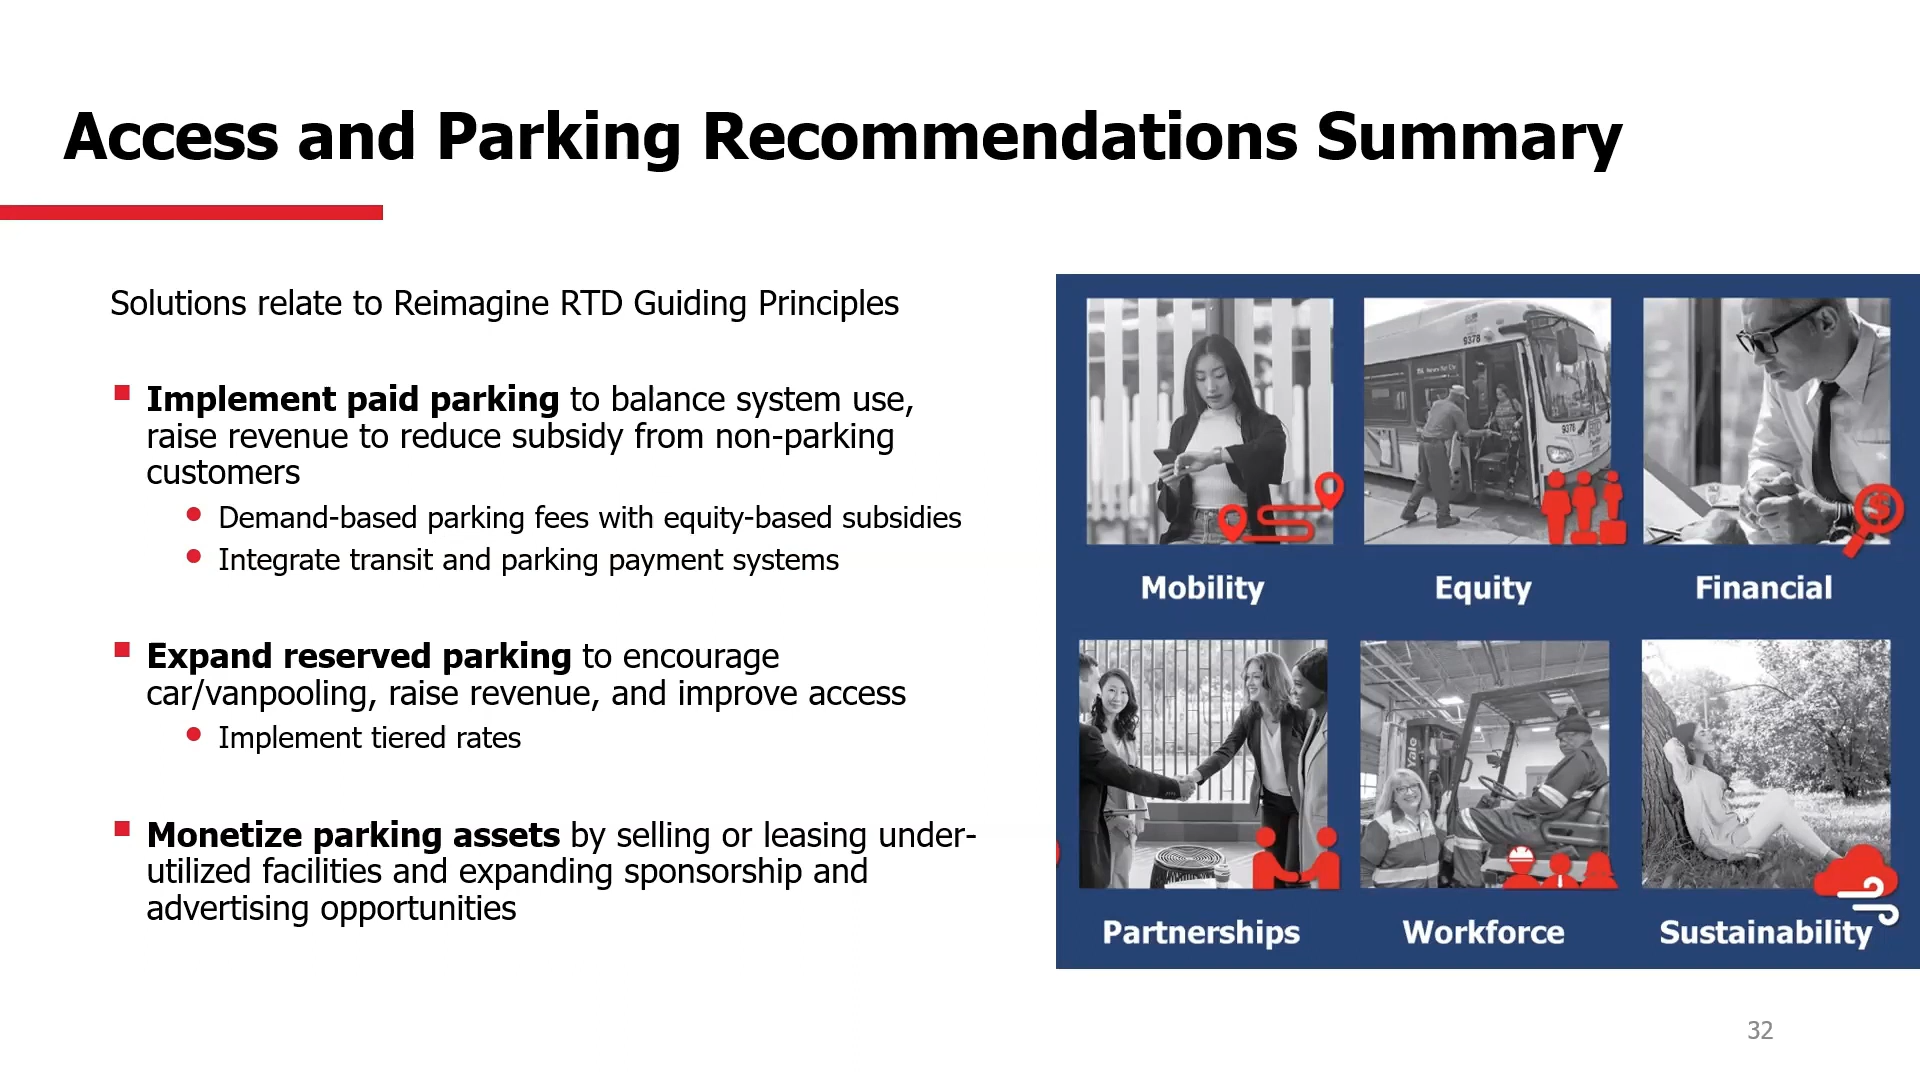 Access and Parking Recommendations Summary
Solutions relate to Reimagine RTD Guiding Principles
Implement paid parking to balance system use,
raise revenue to reduce subsidy from non-parking
customers
Demand-based parking fees with equity-based subsidies
Integrate transit and parking payment systems
Expand reserved parking to encourage
car/vanpooling, raise revenue, and improve access
Implement tiered rates
Monetize parking assets by selling or leasing under-
utilized facilities and expanding sponsorship and
advertising opportunities
9378
9378
$
Mobility
Equity
Financial
Yale
Partnerships
Workforce
Sustainability
32